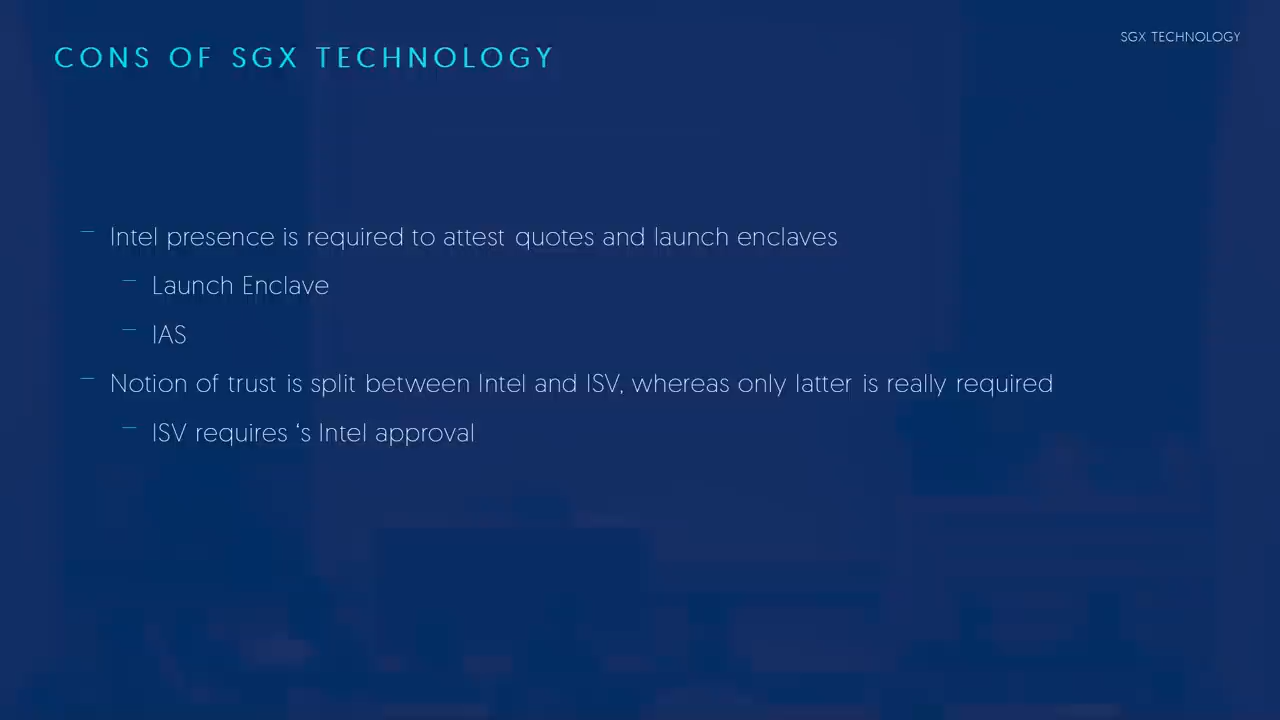 CONS OF SGX TECHNOLOGY
SGX TECHNOLOGY
— Intel presence is required to attest quotes and launch enclaves
— Launch Enclave
— IAS
— Notion of trust is split between Intel and ISV, whereas only latter is really required
— ISV requires ‘s Intel approval